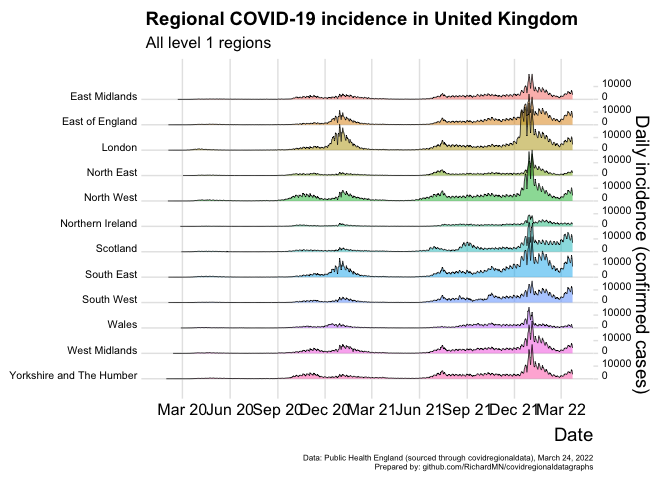 Regional COVID-19 incidence in United Kingdom
All level 1 regions
East Midlands
East of England
London
North East
North West
Northern Ireland
Scotland
South East
South West
Wales
West Midlands
Yorkshire and The Humber
10000
0
10000
0
10000
0
10000
0
10000
0
10000
0
10000
0
10000
0
10000
0
10000
0
10000
0
10000
0
Daily incidence (confirmed cases)
Mar 20 Jun 20 Sep 20 Dec 20 Mar 21 Jun 21 Sep 21 Dec 21 Mar 22
Date
Data: Public Health England (sourced through covidregionaldata), March 24, 2022
Prepared by: github.com/RichardMN/covidregionaldatagraphs